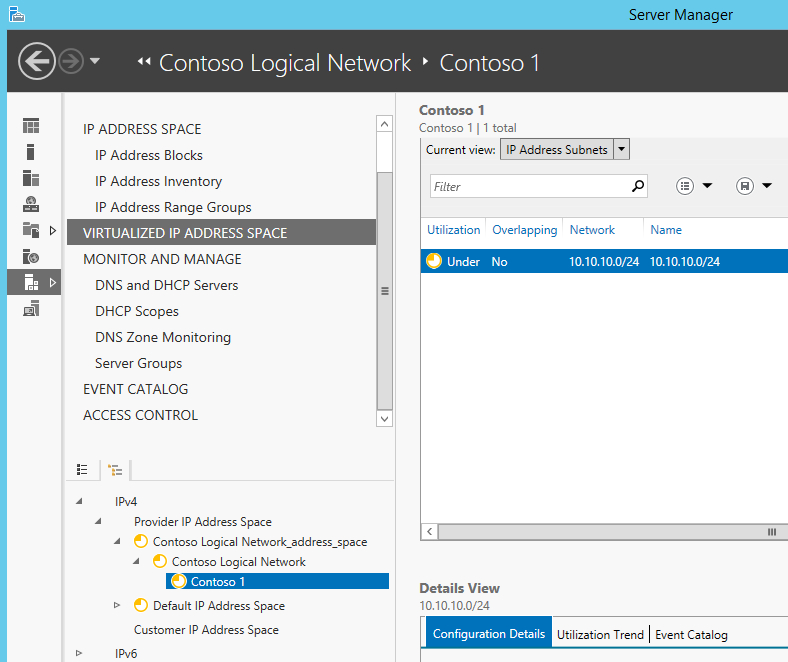 Server Manager
Contoso Logical Network Contoso 1
IP ADDRESS SPACE
IP Address Blocks
IP Address Inventory
IP Address Range Groups
VIRTUALIZED IP ADDRESS SPACE
MONITOR AND MANAGE
DNS and DHCP Servers
DHCP Scopes
DNS Zone Monitoring
Server Groups
EVENT CATALOG
ACCESS CONTROL
IPv4
Provider IP Address Space
Contoso Logical Network_address_space
Contoso Logical Network
Contoso 1
Default IP Address Space
Customer IP Address Space
IPv6
Contoso 1
Contoso 1 | 1 total
Current view: IP Address Subnets
Filter
Utilization Overlapping Network Name
Under No 10.10.10.0/24 10.10.10.0/24
Details View
10.10.10.0/24
Configuration Details Utilization Trend Event Catalog